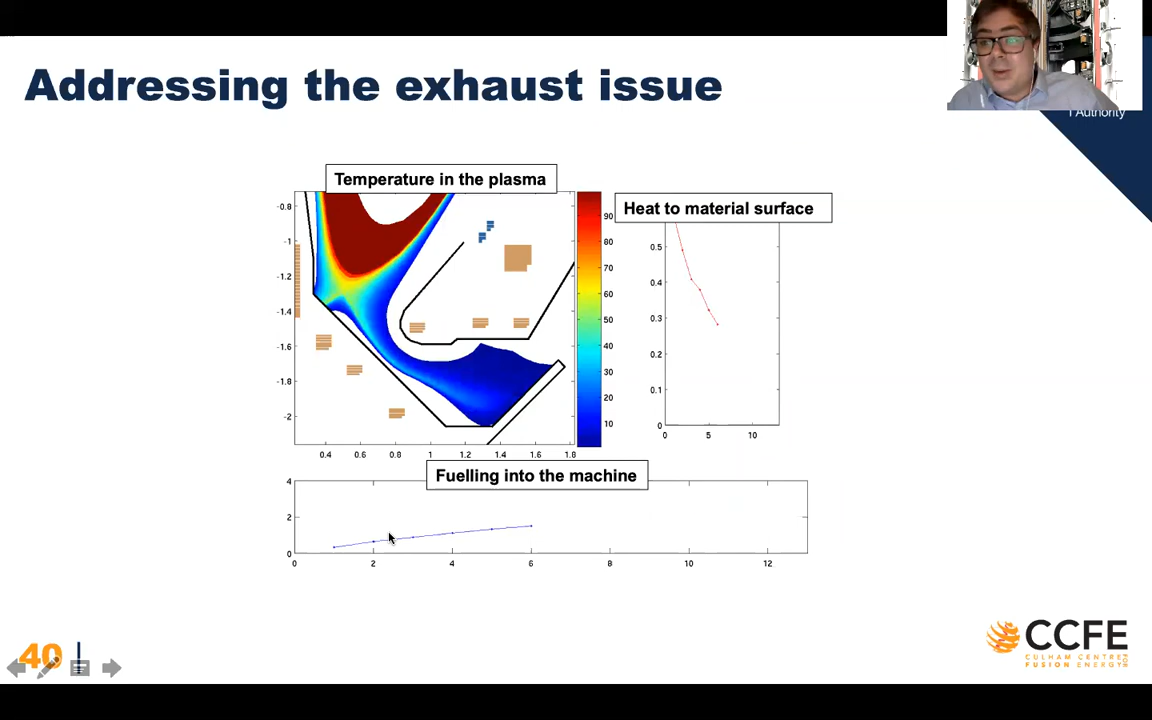 Addressing the exhaust issue
Authority
Temperature in the plasma
Heat to material surface
-0.8
-1
-1.2
-1.4
-1.6
-1.8
-2
0.4 0.6 0.8 1 1.2 1.4 1.6 1.8
90
80
70
60
50
40
30
20
10
0.5
0.4
0.3
0.2
0.1
0
0 5 10
Fuelling into the machine
4
2
0
0 2 4 6 8 10 12
40
CCFE
CULHAM CENTRE
FOR
FUSION ENERGY